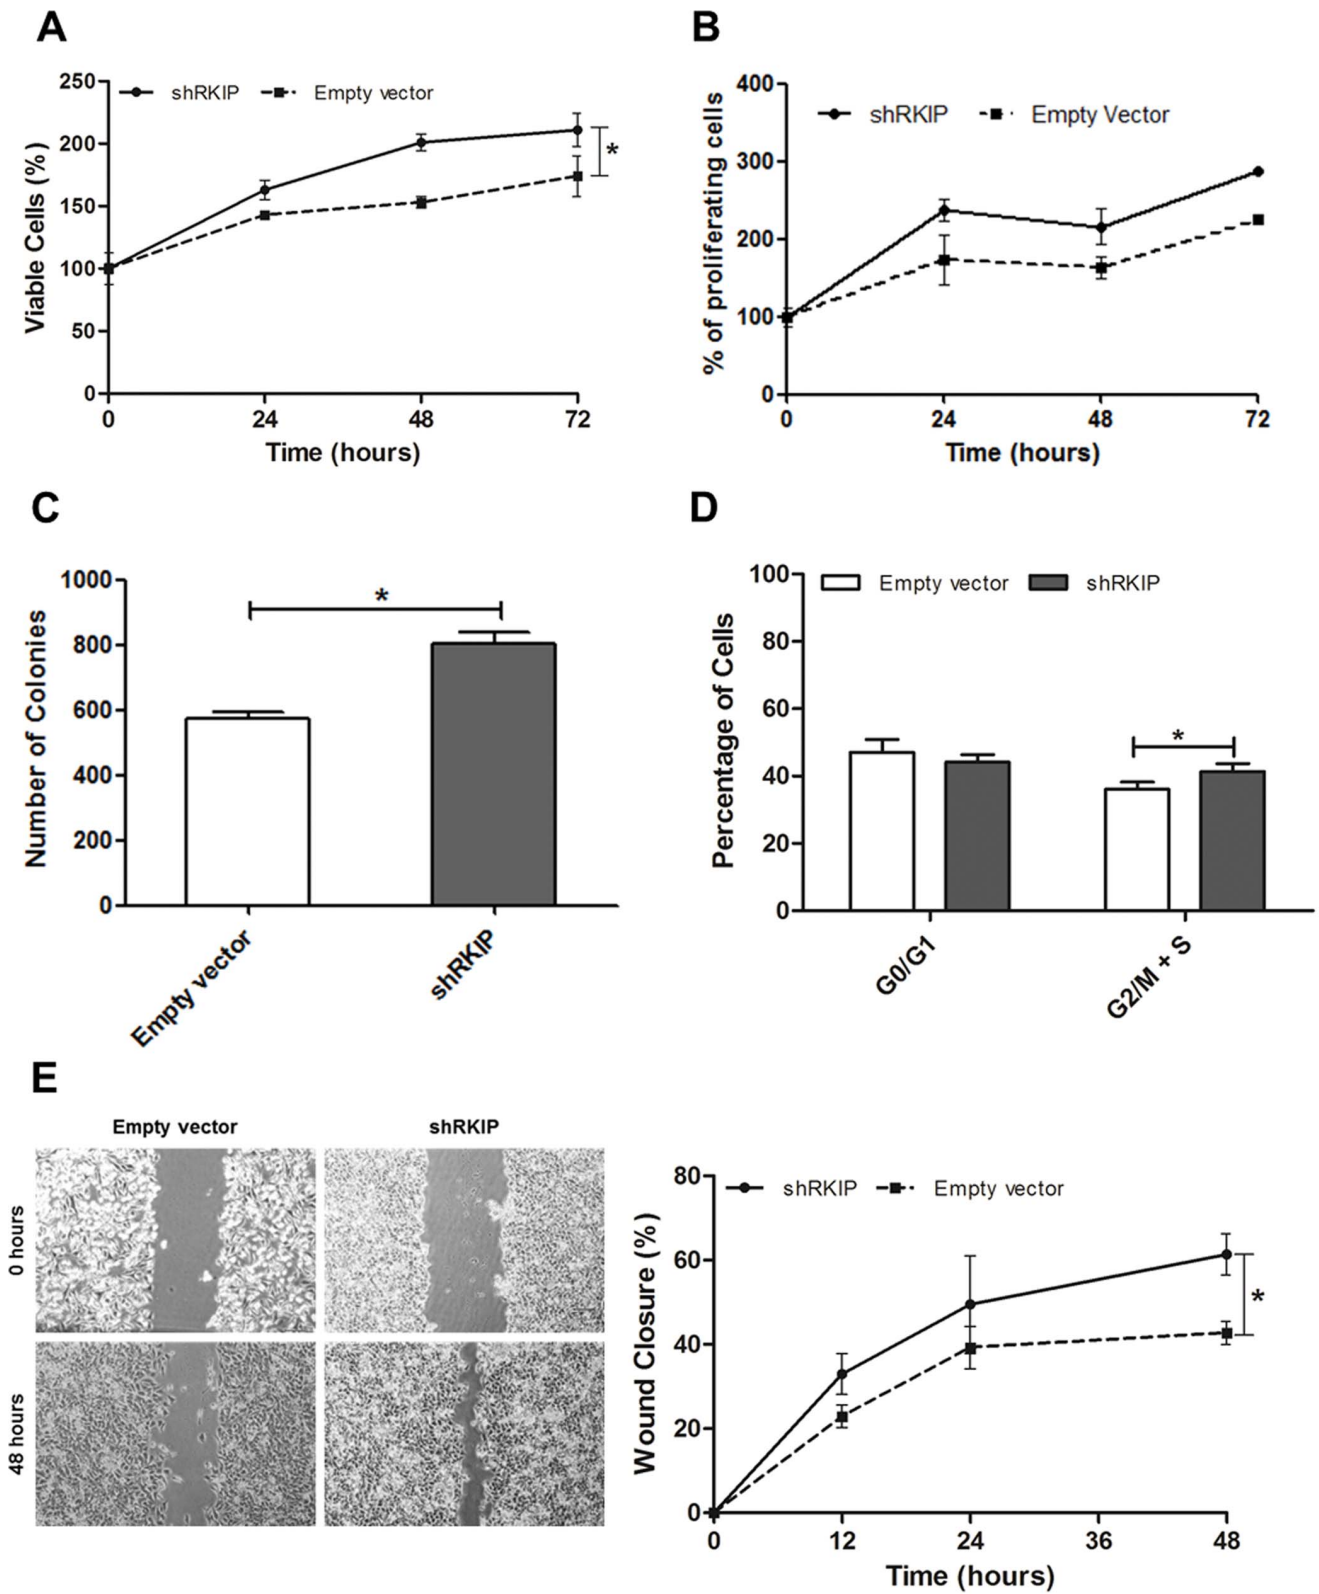 A
250
200
150
100
50
0
Viable Cells (%)
shRKIP
Empty vector
*
0 24 48 72
Time (hours)
B
400
300
200
100
0
% of proliferating cells
shRKIP
Empty Vector
0 24 48 72
Time (hours)
C
1000
800
600
400
200
0
Number of Colonies
*
Empty vector
shRKIP
D
100
80
60
40
20
0
Percentage of Cells
Empty vector
shRKIP
*
G0/G1
G2/M + S
E
Empty vector
shRKIP
0 hours
48 hours
80
60
40
20
0
Wound Closure (%)
shRKIP
Empty vector
*
0 12 24 36 48
Time (hours)